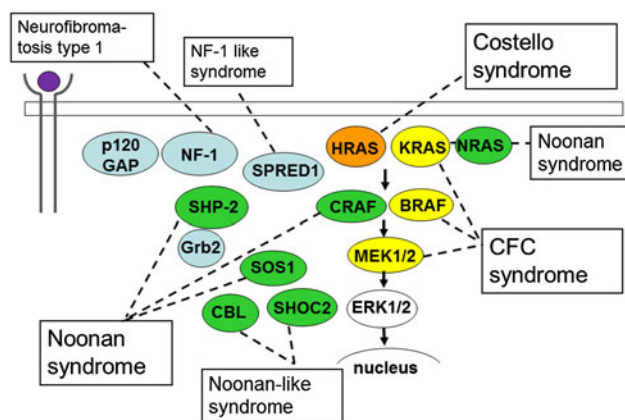 Neurofibroma-
tosis type 1
NF-1 like
syndrome
Costello
syndrome
p120
GAP
NF-1
SPRED1
HRAS
KRAS
NRAS
Noonan
syndrome
SHP-2
Grb2
CRAF
BRAF
SOS1
MEK1/2
CFC
syndrome
CBL
SHOC2
ERK1/2
Noonan
syndrome
Noonan-like
syndrome
nucleus